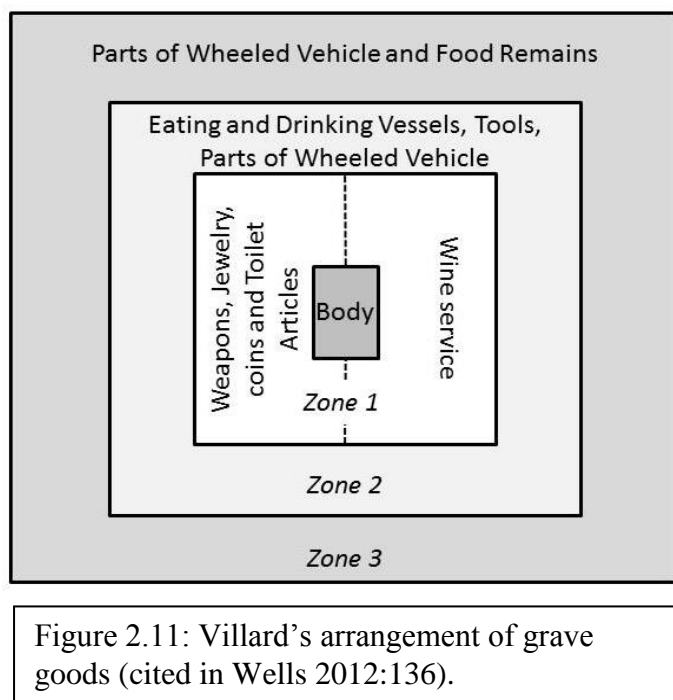 Parts of Wheeled Vehicle and Food Remains
Eating and Drinking Vessels, Tools,
Parts of Wheeled Vehicle
Weapons, Jewelry,
coins and Toilet
Articles
Body
Wine service
Zone 1
Zone 2
Zone 3
Figure 2.11: Villard’s arrangement of grave
goods (cited in Wells 2012:136).